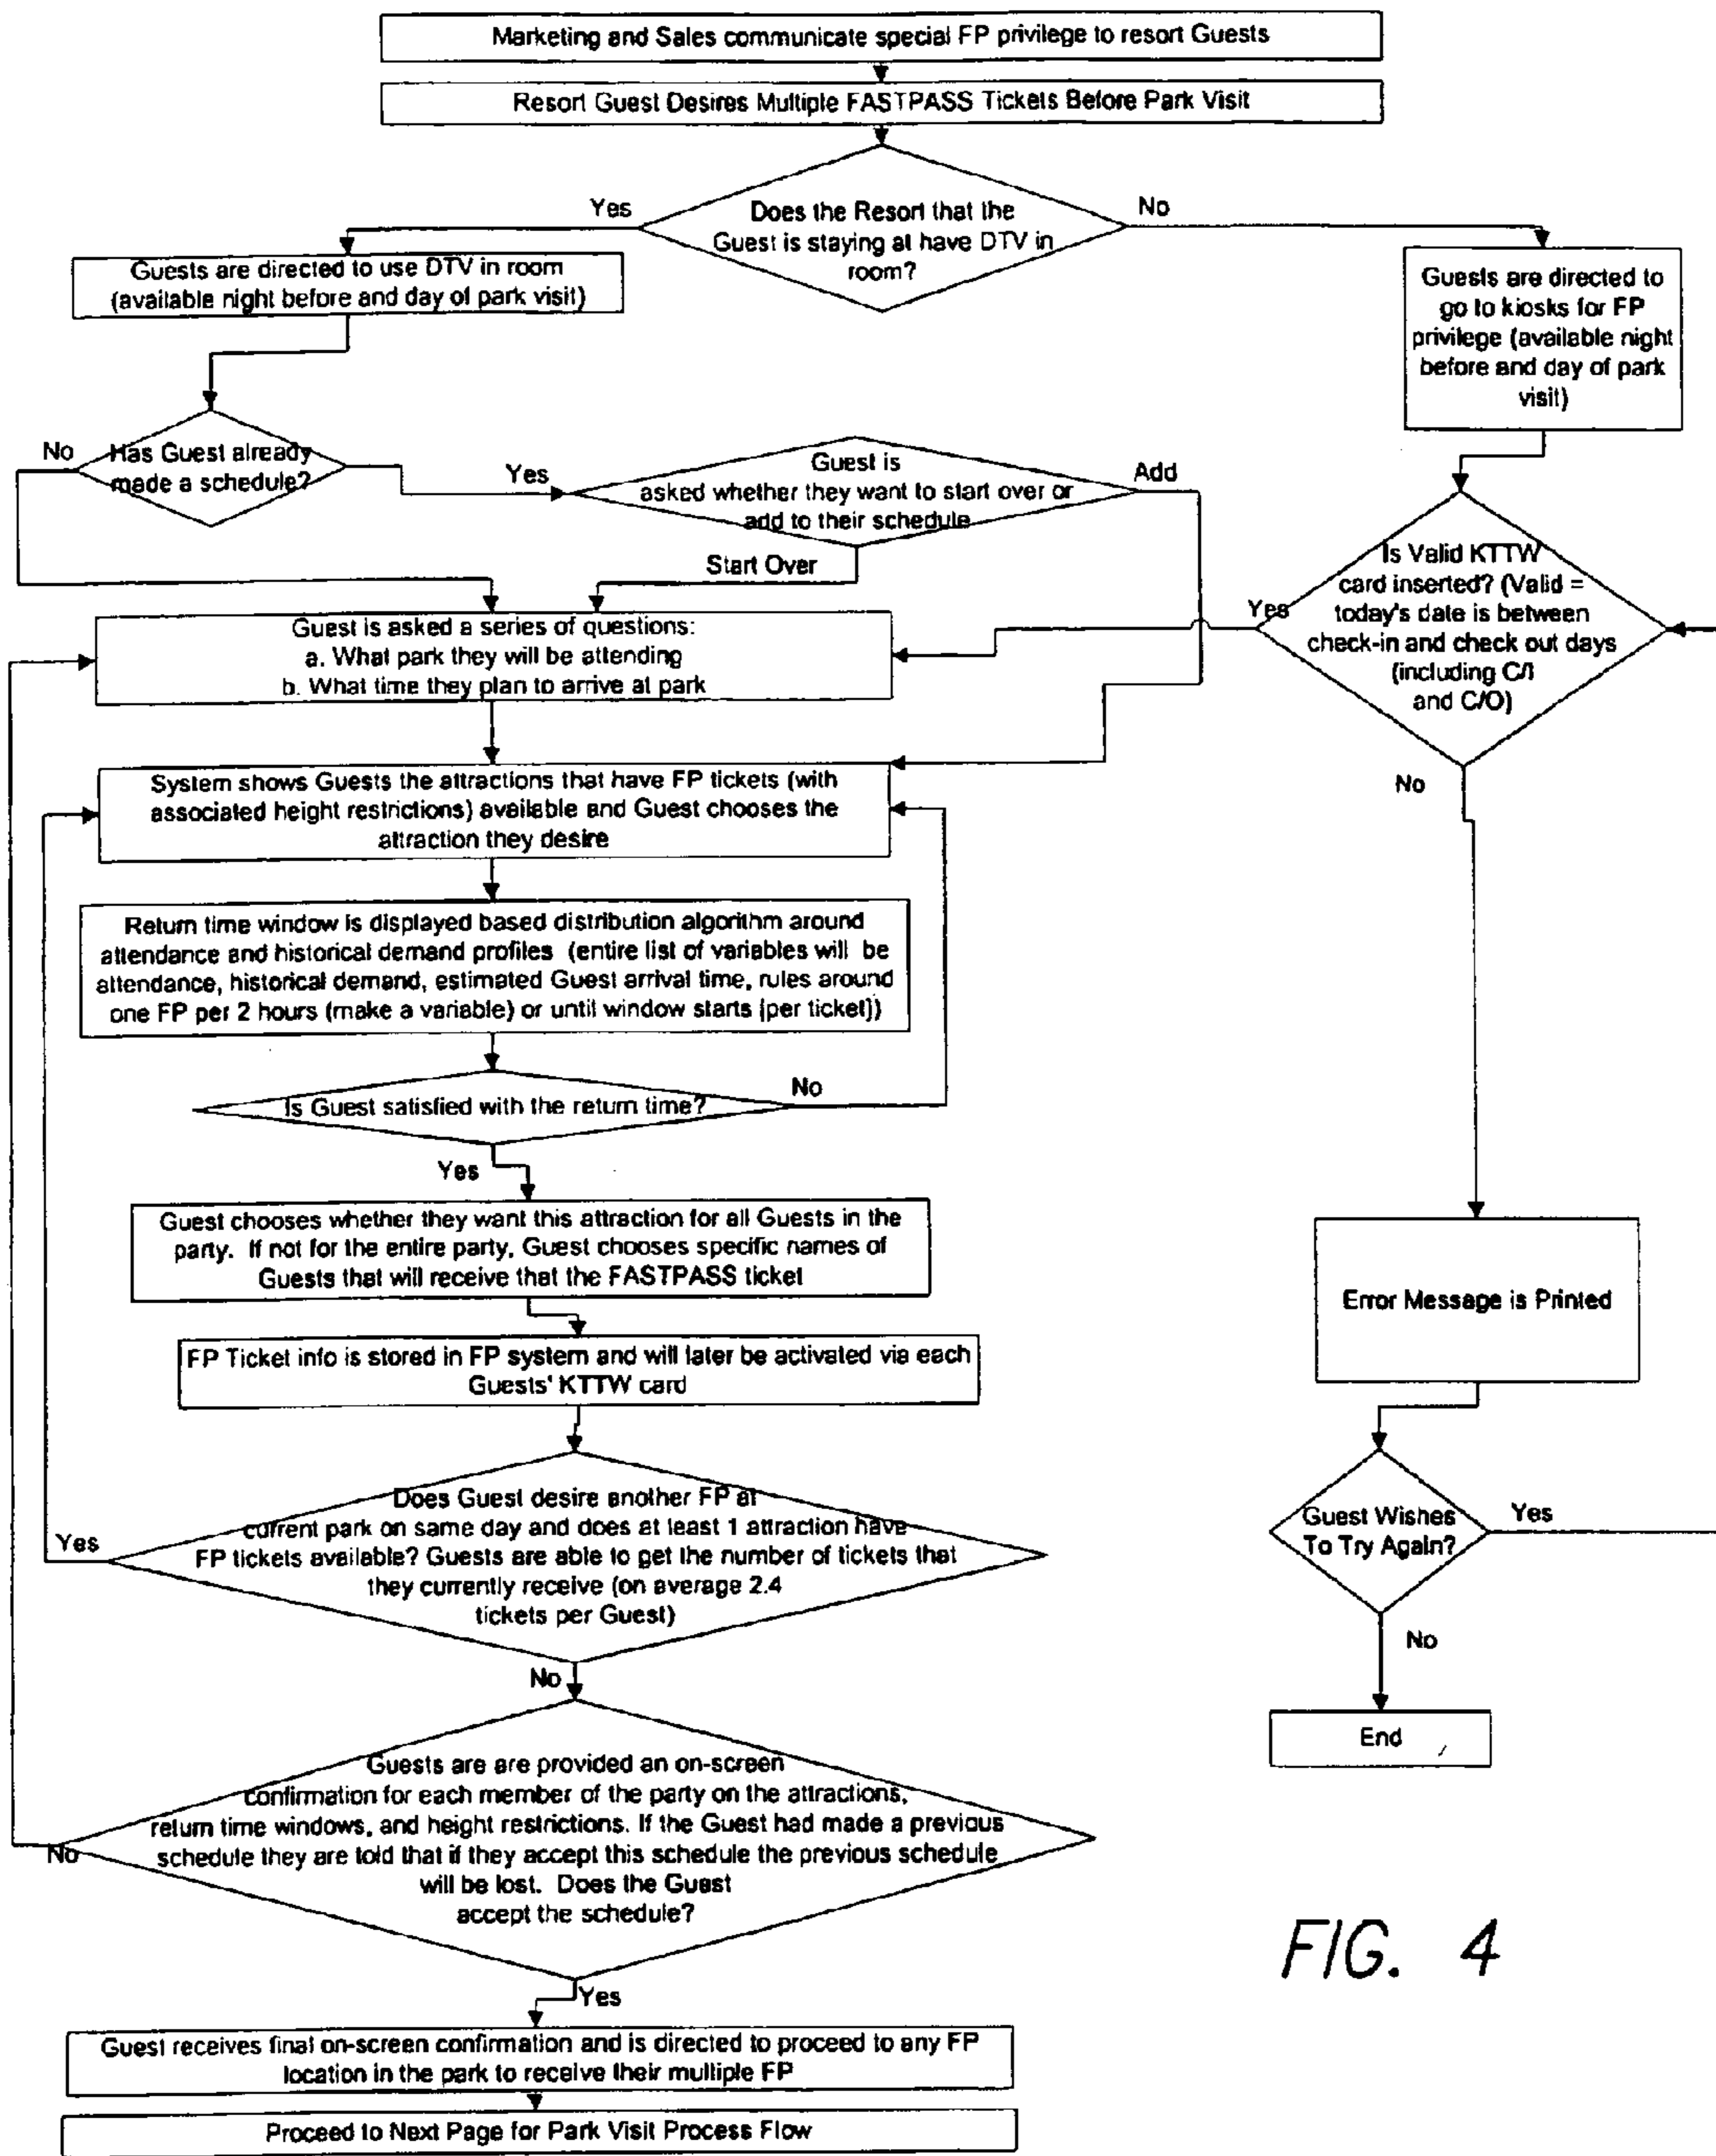 Marketing and Sales communicate special FP privilege to resort Guests
Resort Guest Desires Multiple FASTPASS Tickets Before Park Visit
Does the Resort that the
Guest is staying at have DTV in
room?
Yes
No
Guests are directed to use DTV in room
(available night before and day of park visit)
Guests are directed to
go to kiosks for FP
privilege (available night
before and day of park
visit)
Has Guest already
made a schedule?
No
Yes
Guest is
asked whether they want to start over or
add to their schedule
Add
Start Over
Is Valid KTTW
card inserted? (Valid =
today's date is between
check-in and check out days
(including C/I
and C/O)
Yes
No
Guest is asked a series of questions:
a. What park they will be attending
b. What time they plan to arrive at park
System shows Guests the attractions that have FP tickets (with
associated height restrictions) available and Guest chooses the
attraction they desire
Return time window is displayed based distribution algorithm around
attendance and historical demand profiles (entire list of variables will be
attendance, historical demand, estimated Guest arrival time, rules around
one FP per 2 hours (make a variable) or until window starts [per ticket])
Is Guest satisfied with the return time?
No
Yes
Guest chooses whether they want this attraction for all Guests in the
party. If not for the entire party, Guest chooses specific names of
Guests that will receive that the FASTPASS ticket
Error Message is Printed
FP Ticket info is stored in FP system and will later be activated via each
Guests' KTTW card
Does Guest desire another FP at
current park on same day and does at least 1 attraction have
FP tickets available? Guests are able to get the number of tickets that
they currently receive (on average 2.4
tickets per Guest)
Yes
No
Guest Wishes
To Try Again?
Yes
No
End
Guests are are provided an on-screen
confirmation for each member of the party on the attractions,
return time windows, and height restrictions. If the Guest had made a previous
schedule they are told that if they accept this schedule the previous schedule
will be lost. Does the Guest
accept the schedule?
No
Yes
Guest receives final on-screen confirmation and is directed to proceed to any FP
location in the park to receive their multiple FP
Proceed to Next Page for Park Visit Process Flow
FIG. 4